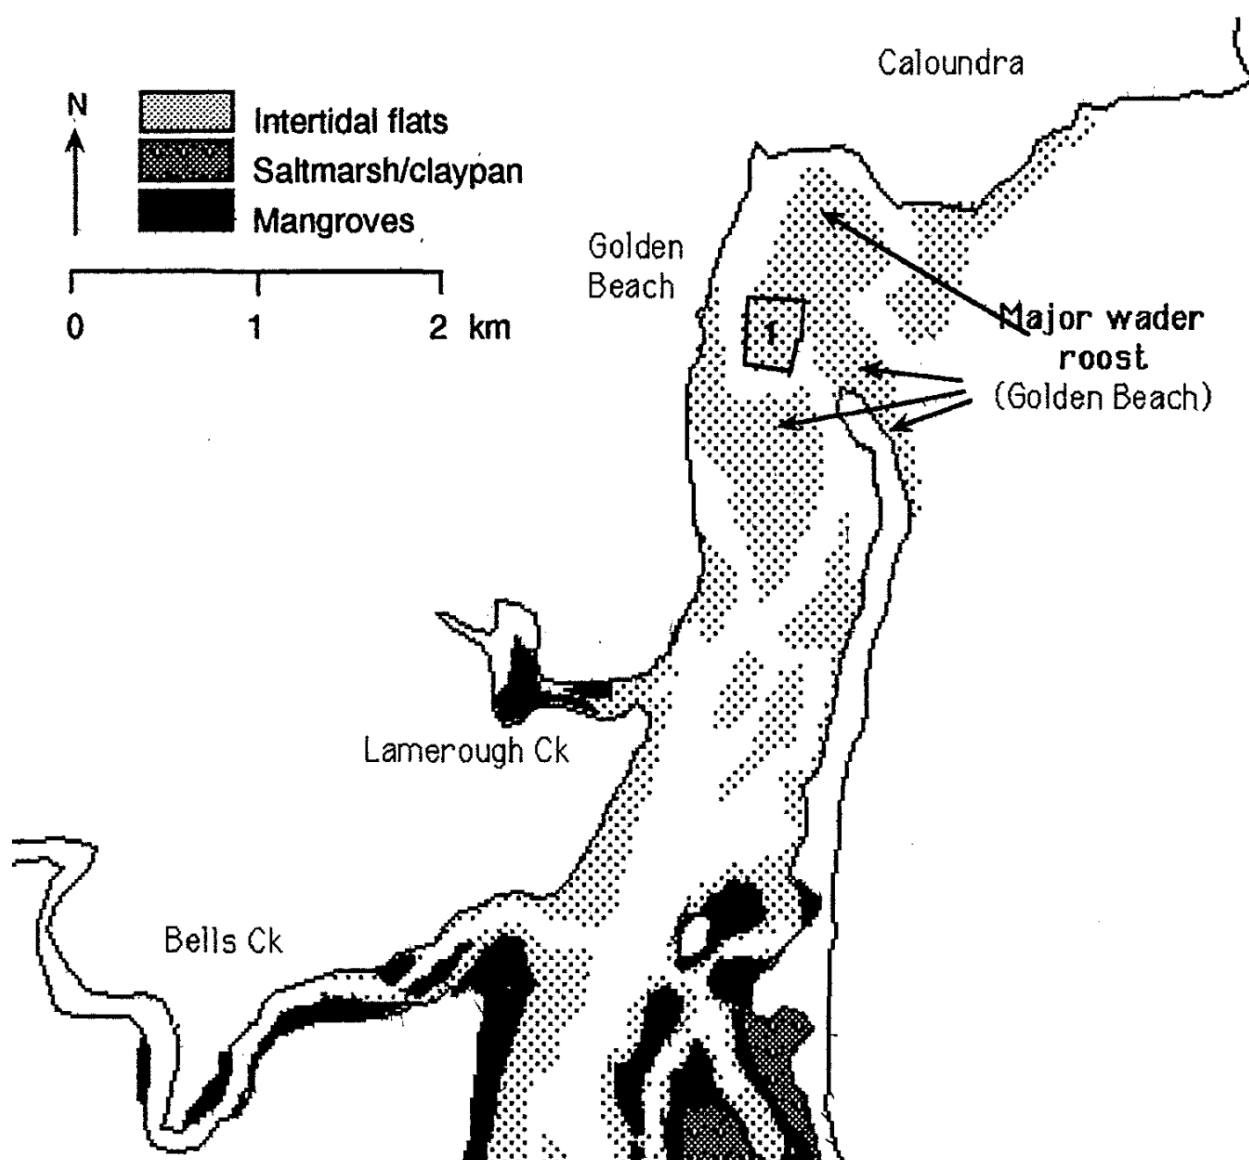 Caloundra
N
Intertidal flats
Saltmarsh/claypan
Mangroves
0 1 2 km
Golden
Beach
1
Major wader
roost
(Golden Beach)
Lamerough Ck
Bells Ck